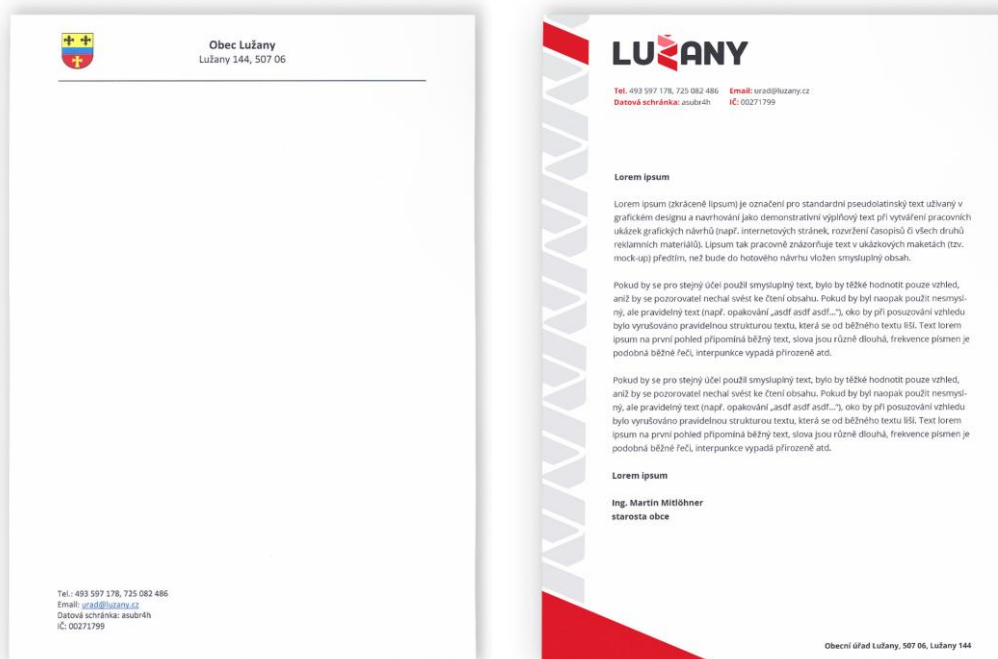 Obec Lužany
Lužany 144, 507 06
Tel.: 493 597 178, 725 082 486
Email: urad@luzany.cz
Datová schránka: asubr4h
IČ: 00271799
LUŽANY
Tel. 493 597 178, 725 082 486 Email: urad@luzany.cz
Datová schránka: asubr4h IČ: 00271799
Lorem ipsum
Lorem ipsum (zkráceně lipsum) je označení pro standardní pseudolatinský text užívaný v
grafickém designu a navrhování jako demonstrativní výplňový text při vytváření pracovních
ukázek grafických návrhů (např. internetových stránek, rozvržení časopisů či všech druhů
reklamních materiálů). Lipsum tak pracovně znázorňuje text v ukázkových maketách (tzv.
mock-up) předtím, než bude do hotového návrhu vložen smysluplný obsah.
Pokud by se pro stejný účel použil smysluplný text, bylo by těžké hodnotit pouze vzhled,
aniž by se pozorovatel nechal svést ke čtení obsahu. Pokud by byl naopak použit nesmysl-
ný, ale pravidelný text (např. opakování „asdf asdf asdf...“), oko by při posuzování vzhledu
bylo vyrušováno pravidelnou strukturou textu, která se od běžného textu liší. Text lorem
ipsum na první pohled připomíná běžný text, slova jsou různě dlouhá, frekvence písmen je
podobná běžné řeči, interpunkce vypadá přirozeně atd.
Pokud by se pro stejný účel použil smysluplný text, bylo by těžké hodnotit pouze vzhled,
aniž by se pozorovatel nechal svést ke čtení obsahu. Pokud by byl naopak použit nesmysl-
ný, ale pravidelný text (např. opakování „asdf asdf asdf...“), oko by při posuzování vzhledu
bylo vyrušováno pravidelnou strukturou textu, která se od běžného textu liší. Text lorem
ipsum na první pohled připomíná běžný text, slova jsou různě dlouhá, frekvence písmen je
podobná běžné řeči, interpunkce vypadá přirozeně atd.
Lorem ipsum
Ing. Martin Mitlöhner
starosta obce
Obecní úřad Lužany, 507 06, Lužany 144